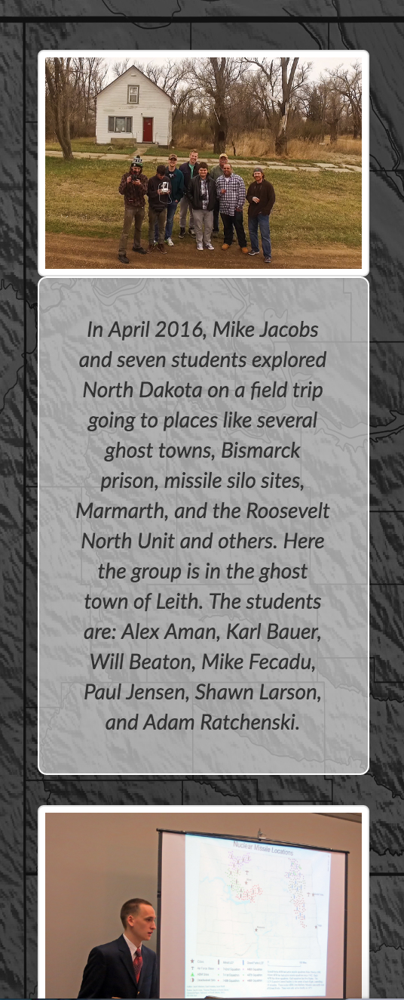 In April 2016, Mike Jacobs
and seven students explored
North Dakota on a field trip
going to places like several
ghost towns, Bismarck
prison, missile silo sites,
Marmarth, and the Roosevelt
North Unit and others. Here
the group is in the ghost
town of Leith. The students
are: Alex Aman, Karl Bauer,
Will Beaton, Mike Fecadu,
Paul Jensen, Shawn Larson,
and Adam Ratchenski.
Nuclear Missile Locations